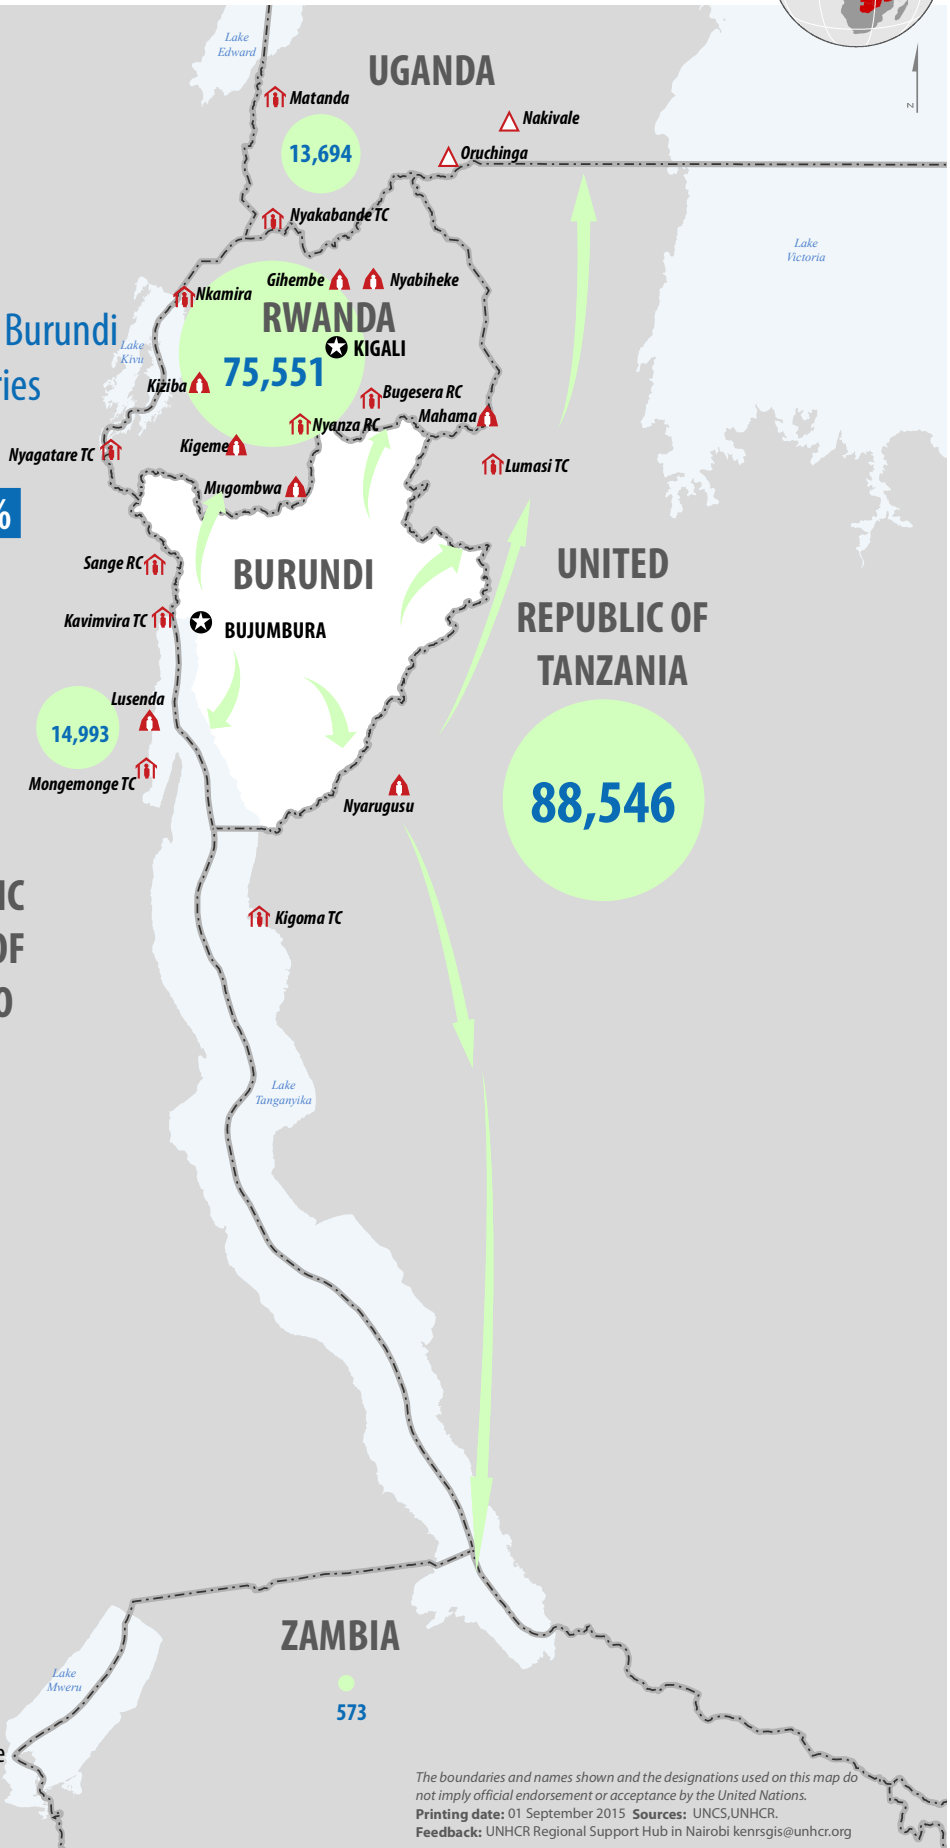 Lake
Edward
UGANDA
Matanda
Nakivale
N
13,694
Oruchinga
Nyakabande TC
Lake
Victoria
Gihembe
Nyabiheke
Nkamira
RWANDA
Burundi
Lake
Kivu
KIGALI
75,551
ries
Kiziba
Bugesera RC
Mahama
Nyanza RC
Kigeme
Nyagatare TC
Lumasi TC
Mugombwa
%
Sange RC
BURUNDI
UNITED
REPUBLIC OF
TANZANIA
Kavimvira TC
BUJUMBURA
Lusenda
14,993
Mongemonge TC
88,546
Nyarugusu
IC
OF
O
Kigoma TC
Lake
Tanganyika
ZAMBIA
Lake
Mweru
573
e
The boundaries and names shown and the designations used on this map do
not imply official endorsement or acceptance by the United Nations.
Printing date: 01 September 2015 Sources: UNCS,UNHCR.
Feedback: UNHCR Regional Support Hub in Nairobi kenrsgis@unhcr.org